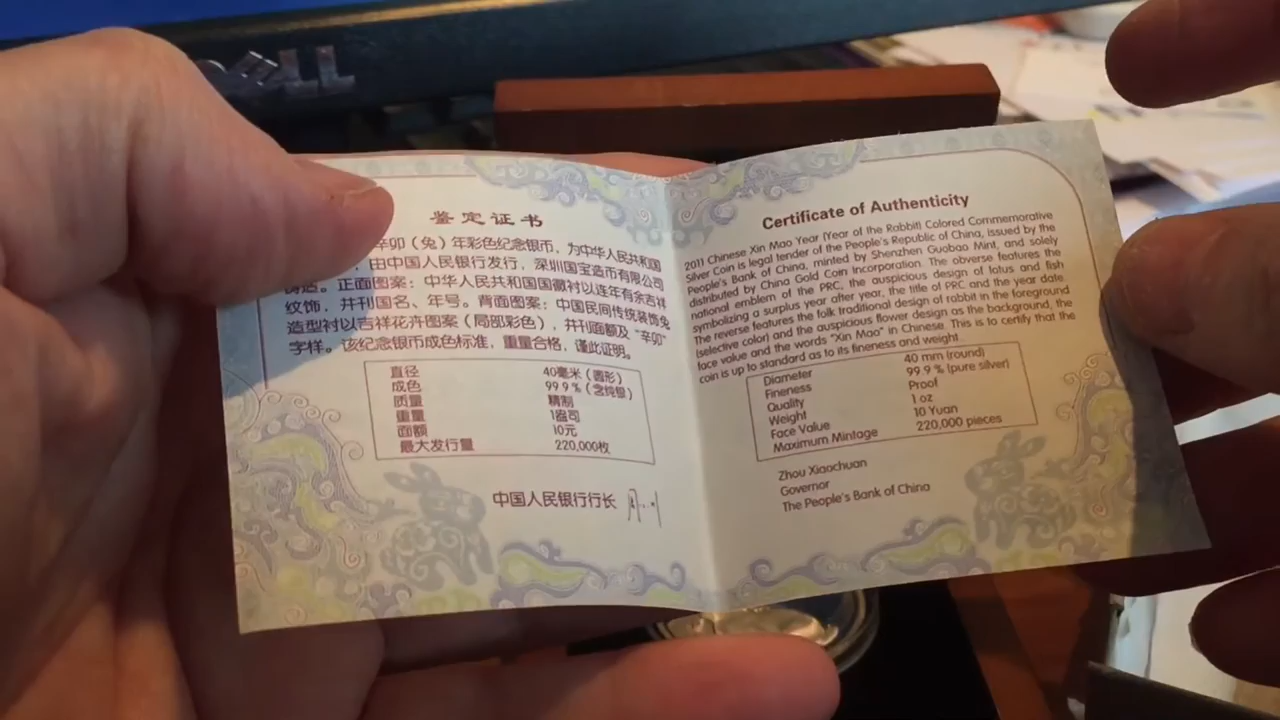 鉴定证书
辛卯（兔）年彩色纪念银币，为中华人民共和国
，由中国人民银行发行，深圳国宝造币有限公司
铸造。正面图案：中华人民共和国国徽衬以连年有余吉祥
纹饰，并刊国名、年号。背面图案：中国民间传统装饰兔
造型衬以吉祥花卉图案（局部彩色），并刊面额及“辛卯”
字样。该纪念银币成色标准，重量合格，谨此证明。
直径 40毫米（圆形）
成色 99.9％（含纯银）
质量 精制
重量 1盎司
面额 10元
最大发行量 220,000枚
中国人民银行行长
Certificate of Authenticity
2011 Chinese Xin Mao Year (Year of the Rabbit) Colored Commemorative
Silver Coin is legal tender of the People's Republic of China, issued by the
People's Bank of China, minted by Shenzhen Guobao Mint, and solely
distributed by China Gold Coin Incorporation. The obverse features the
national emblem of the PRC, the auspicious design of lotus and fish
symbolizing a surplus year after year, the title of PRC and the year date.
The reverse features the folk traditional design of rabbit in the foreground
(selective color) and the auspicious flower design as the background, the
face value and the words "Xin Mao" in Chinese. This is to certify that the
coin is up to standard as to its fineness and weight.
Diameter 40 mm (round)
Fineness 99.9 % (pure silver)
Quality Proof
Weight 1 oz
Face Value 10 Yuan
Maximum Mintage 220,000 pieces
Zhou Xiaochuan
Governor
The People's Bank of China